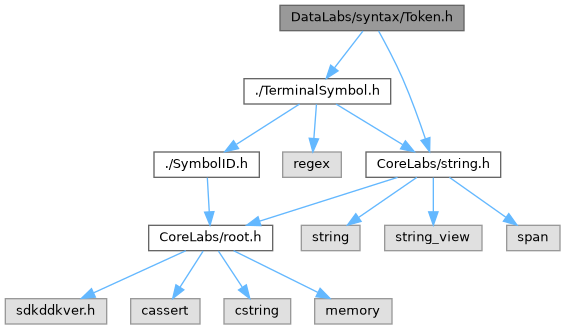 DataLabs/syntax/Token.h
./TerminalSymbol.h
./SymbolID.h
regex
CoreLabs/string.h
CoreLabs/root.h
string
string_view
span
sdkddkver.h
cassert
cstring
memory